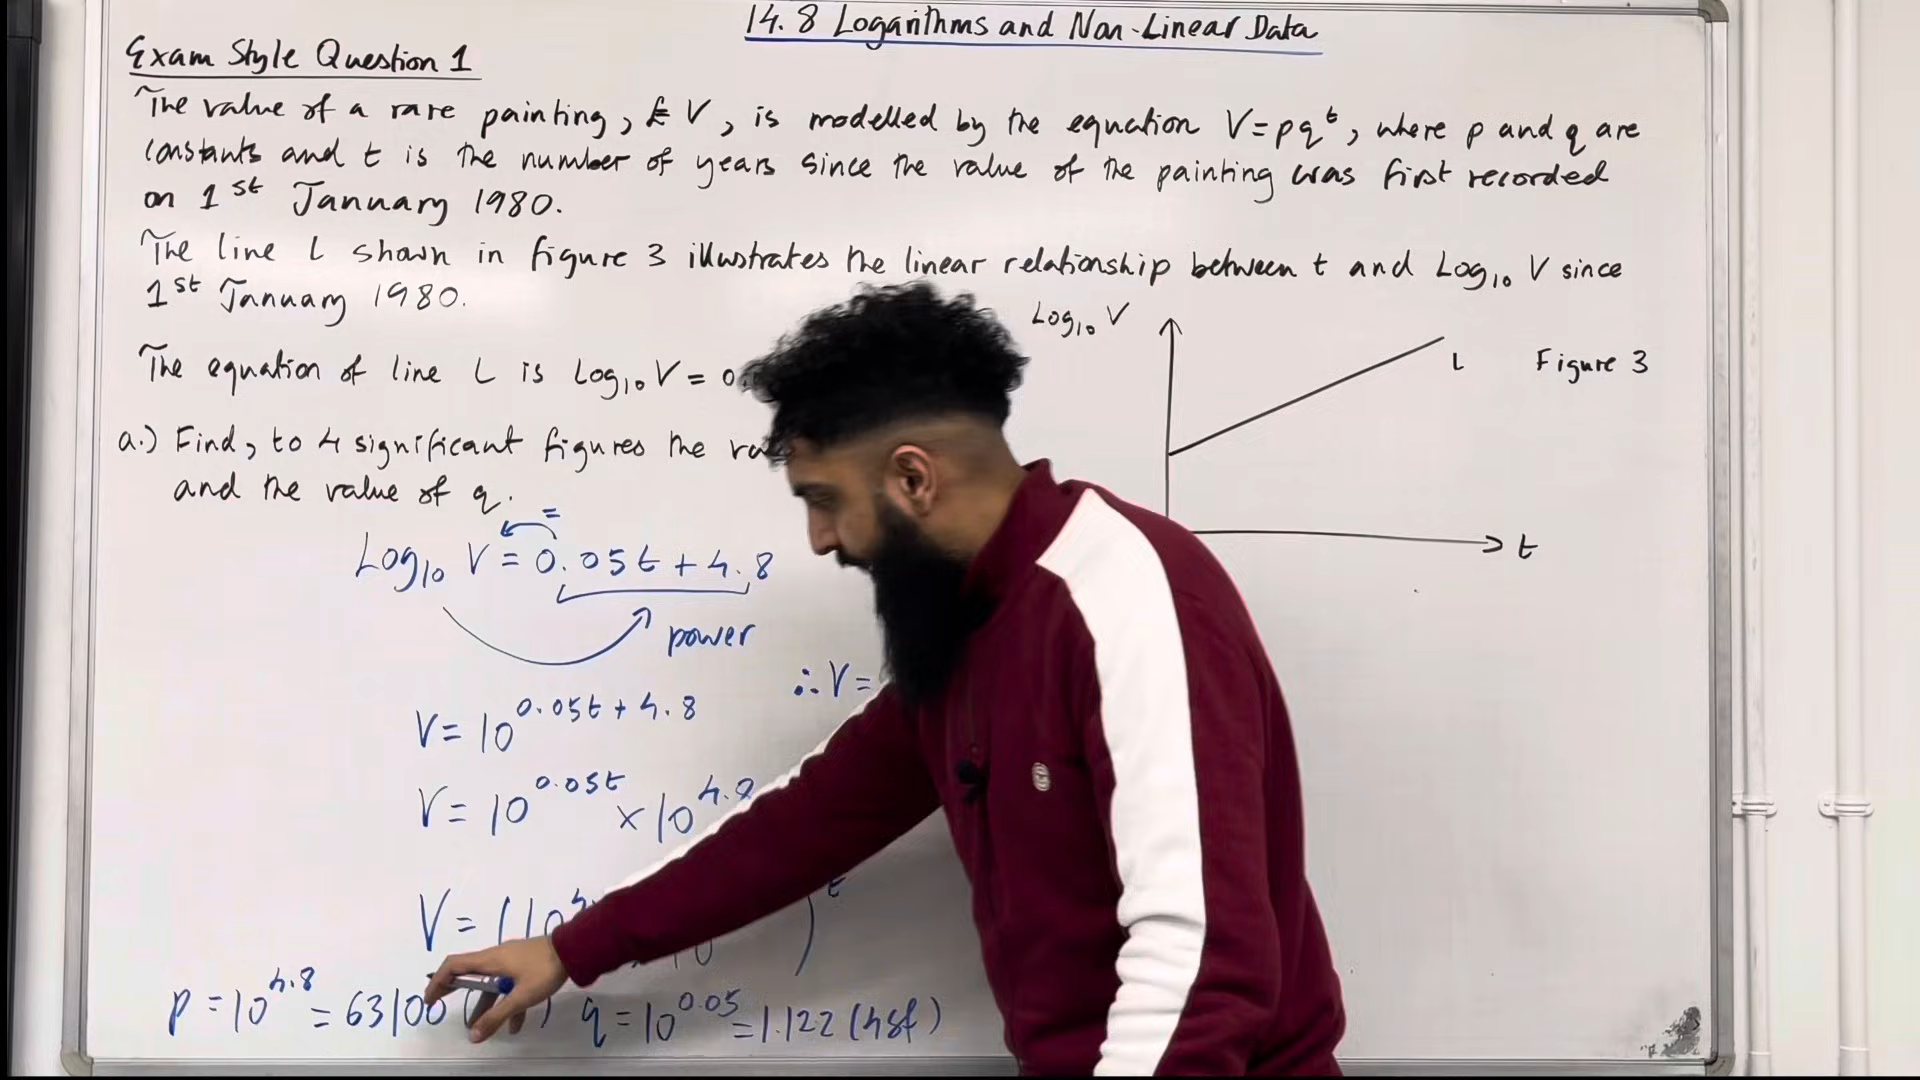 14.8 Logarithms and Non-Linear Data
Exam Style Question 1
The value of a rare painting, £V, is modelled by the equation V=pq^t, where p and q are
constants and t is the number of years since the value of the painting was first recorded
on 1st January 1980.
The line L shown in figure 3 illustrates the linear relationship between t and Log₁₀ V since
1st January 1980.
Log₁₀ V
L
Figure 3
t
The equation of line L is Log₁₀ V = 0.
a.) Find, to 4 significant figures the
and the value of q.
=
Log₁₀ V = 0.05t + 4.8
power
∴ V =
V = 10^0.05t + 4.8
V = 10^0.05t × 10^4.8
V = (10^4 10 )^t
p = 10^4.8 = 63100 ( ) q = 10^0.05 = 1.122 (4sf)